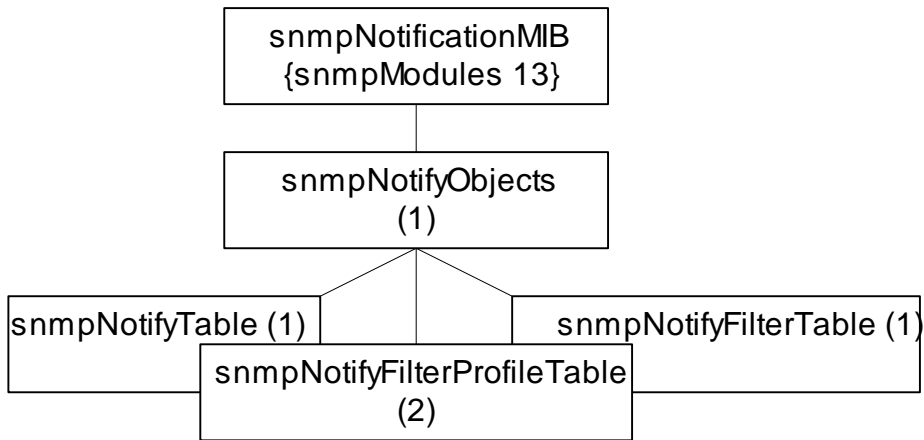 snmpNotificationMIB
{snmpModules 13}
snmpNotifyObjects
(1)
snmpNotifyTable (1)
snmpNotifyFilterTable (1)
snmpNotifyFilterProfileTable
(2)